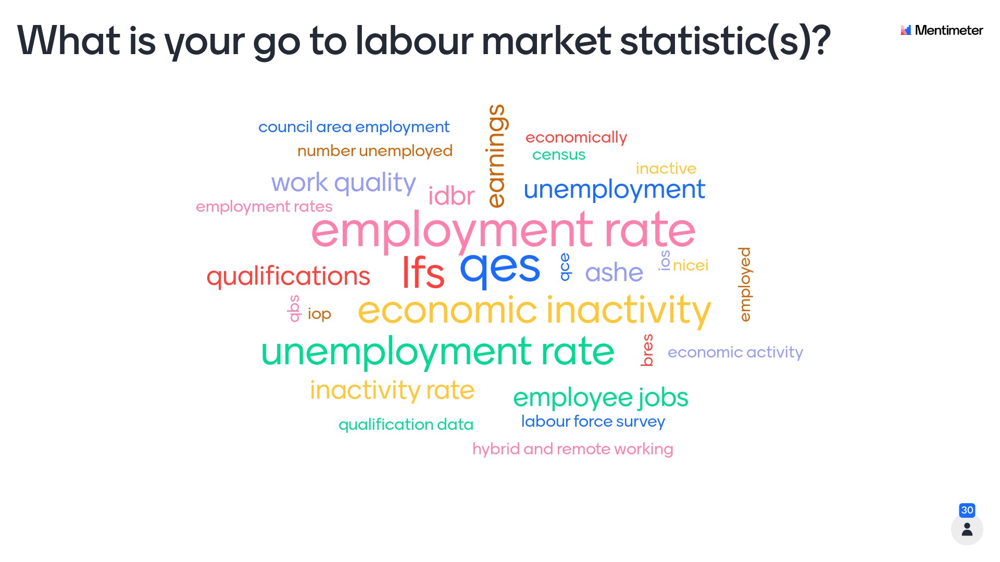 What is your go to labour market statistic(s)?
Mentimeter
earnings
council area employment
economically
number unemployed
census
inactive
work quality
idbr
unemployment
employment rates
employment rate
qualifications
lfs
qes
qce
ashe
ios
nicei
employed
qbs
iop
economic inactivity
unemployment rate
bres
economic activity
inactivity rate
employee jobs
qualification data
labour force survey
hybrid and remote working
30